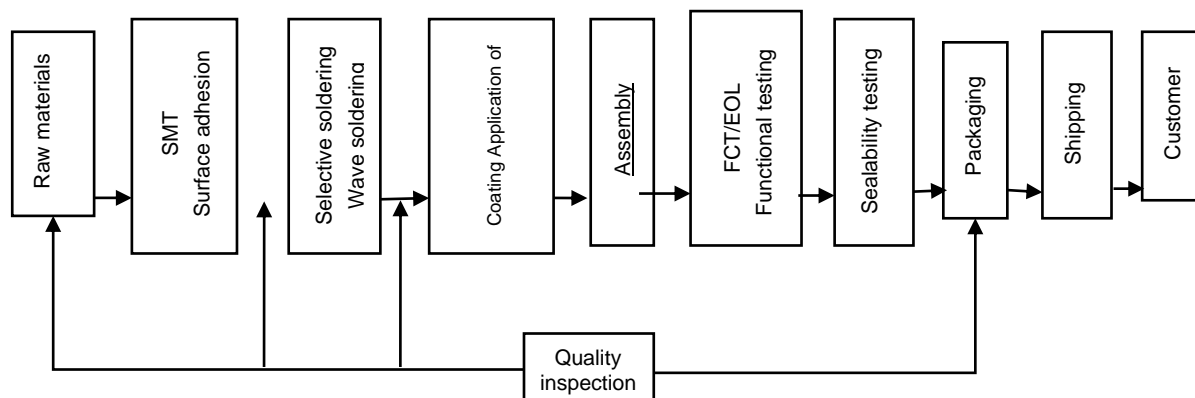 Raw materials
SMT
Surface adhesion
Selective soldering
Wave soldering
Coating Application of
Assembly
FCT/EOL
Functional testing
Sealability testing
Packaging
Shipping
Customer
Quality
inspection